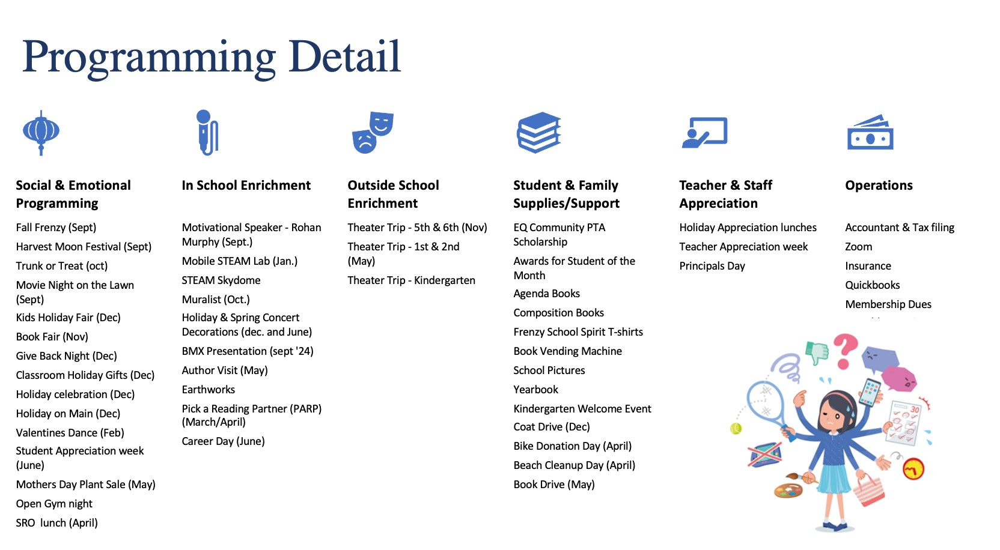 Programming Detail
Social & Emotional
Programming
Fall Frenzy (Sept)
Harvest Moon Festival (Sept)
Trunk or Treat (oct)
Movie Night on the Lawn
(Sept)
Kids Holiday Fair (Dec)
Book Fair (Nov)
Give Back Night (Dec)
Classroom Holiday Gifts (Dec)
Holiday celebration (Dec)
Holiday on Main (Dec)
Valentines Dance (Feb)
Student Appreciation week
(June)
Mothers Day Plant Sale (May)
Open Gym night
SRO  lunch (April)
In School Enrichment
Motivational Speaker - Rohan
Murphy (Sept.)
Mobile STEAM Lab (Jan.)
STEAM Skydome
Muralist (Oct.)
Holiday & Spring Concert
Decorations (dec. and June)
BMX Presentation (sept '24)
Author Visit (May)
Earthworks
Pick a Reading Partner (PARP)
(March/April)
Career Day (June)
Outside School
Enrichment
Theater Trip - 5th & 6th (Nov)
Theater Trip - 1st & 2nd
(May)
Theater Trip - Kindergarten
Student & Family
Supplies/Support
EQ Community PTA
Scholarship
Awards for Student of the
Month
Agenda Books
Composition Books
Frenzy School Spirit T-shirts
Book Vending Machine
School Pictures
Yearbook
Kindergarten Welcome Event
Coat Drive (Dec)
Bike Donation Day (April)
Beach Cleanup Day (April)
Book Drive (May)
Teacher & Staff
Appreciation
Holiday Appreciation lunches
Teacher Appreciation week
Principals Day
Operations
Accountant & Tax filing
Zoom
Insurance
Quickbooks
Membership Dues
?
30